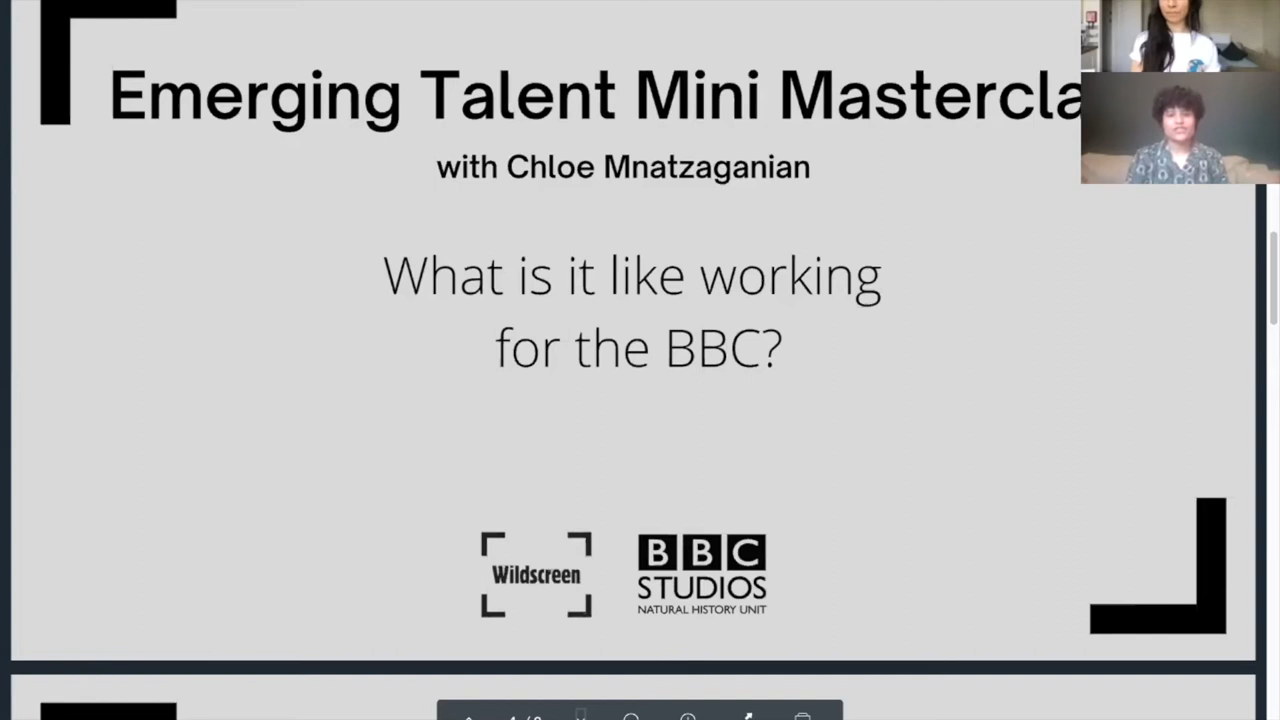 Emerging Talent Mini Mastercla
with Chloe Mnatzaganian
What is it like working
for the BBC?
Wildscreen
BBC
STUDIOS
NATURAL HISTORY UNIT